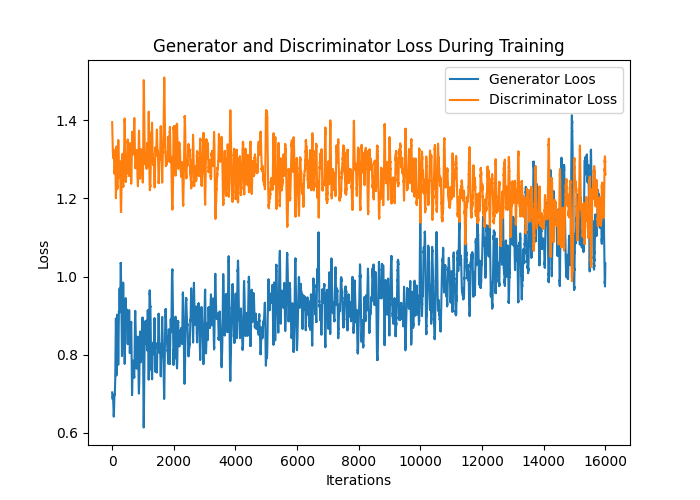 Generator and Discriminator Loss During Training
Generator Loos
Discriminator Loss
1.4
1.2
1.0
0.8
0.6
Loss
0 2000 4000 6000 8000 10000 12000 14000 16000
Iterations